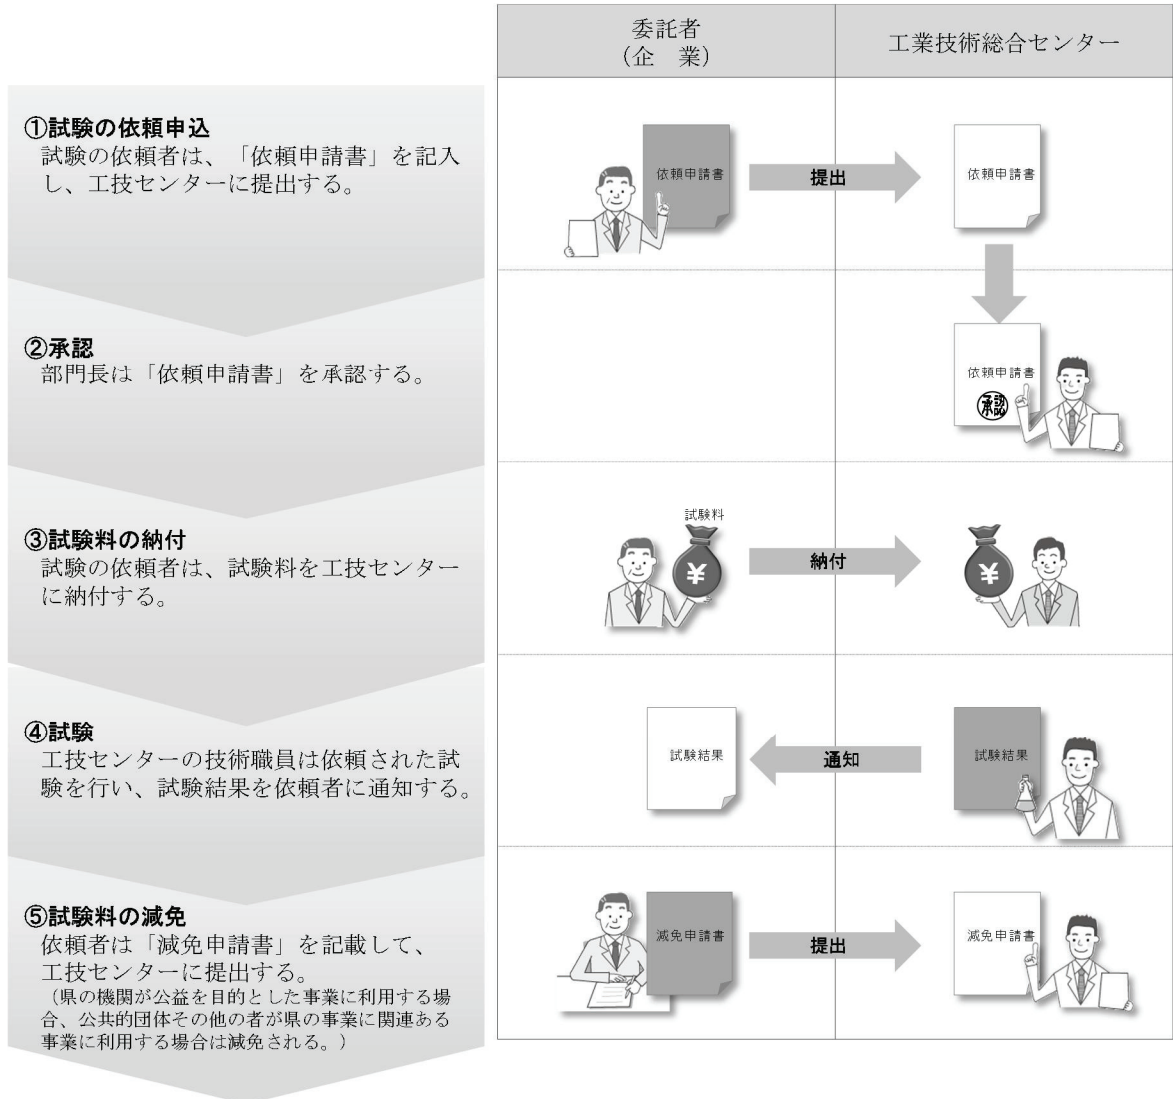 委託者
(企　業)
工業技術総合センター
①試験の依頼申込
試験の依頼者は、「依頼申請書」を記入
し、工技センターに提出する。
依頼申請書
提出
依頼申請書
②承認
部門長は「依頼申請書」を承認する。
依頼申請書
承認
③試験料の納付
試験の依頼者は、試験料を工技センター
に納付する。
試験料
¥
納付
¥
④試験
工技センターの技術職員は依頼された試
験を行い、試験結果を依頼者に通知する。
試験結果
通知
試験結果
⑤試験料の減免
依頼者は「減免申請書」を記載して、
工技センターに提出する。
(県の機関が公益を目的とした事業に利用する場
合、公共的団体その他の者が県の事業に関連ある
事業に利用する場合は減免される。)
減免申請書
提出
減免申請書